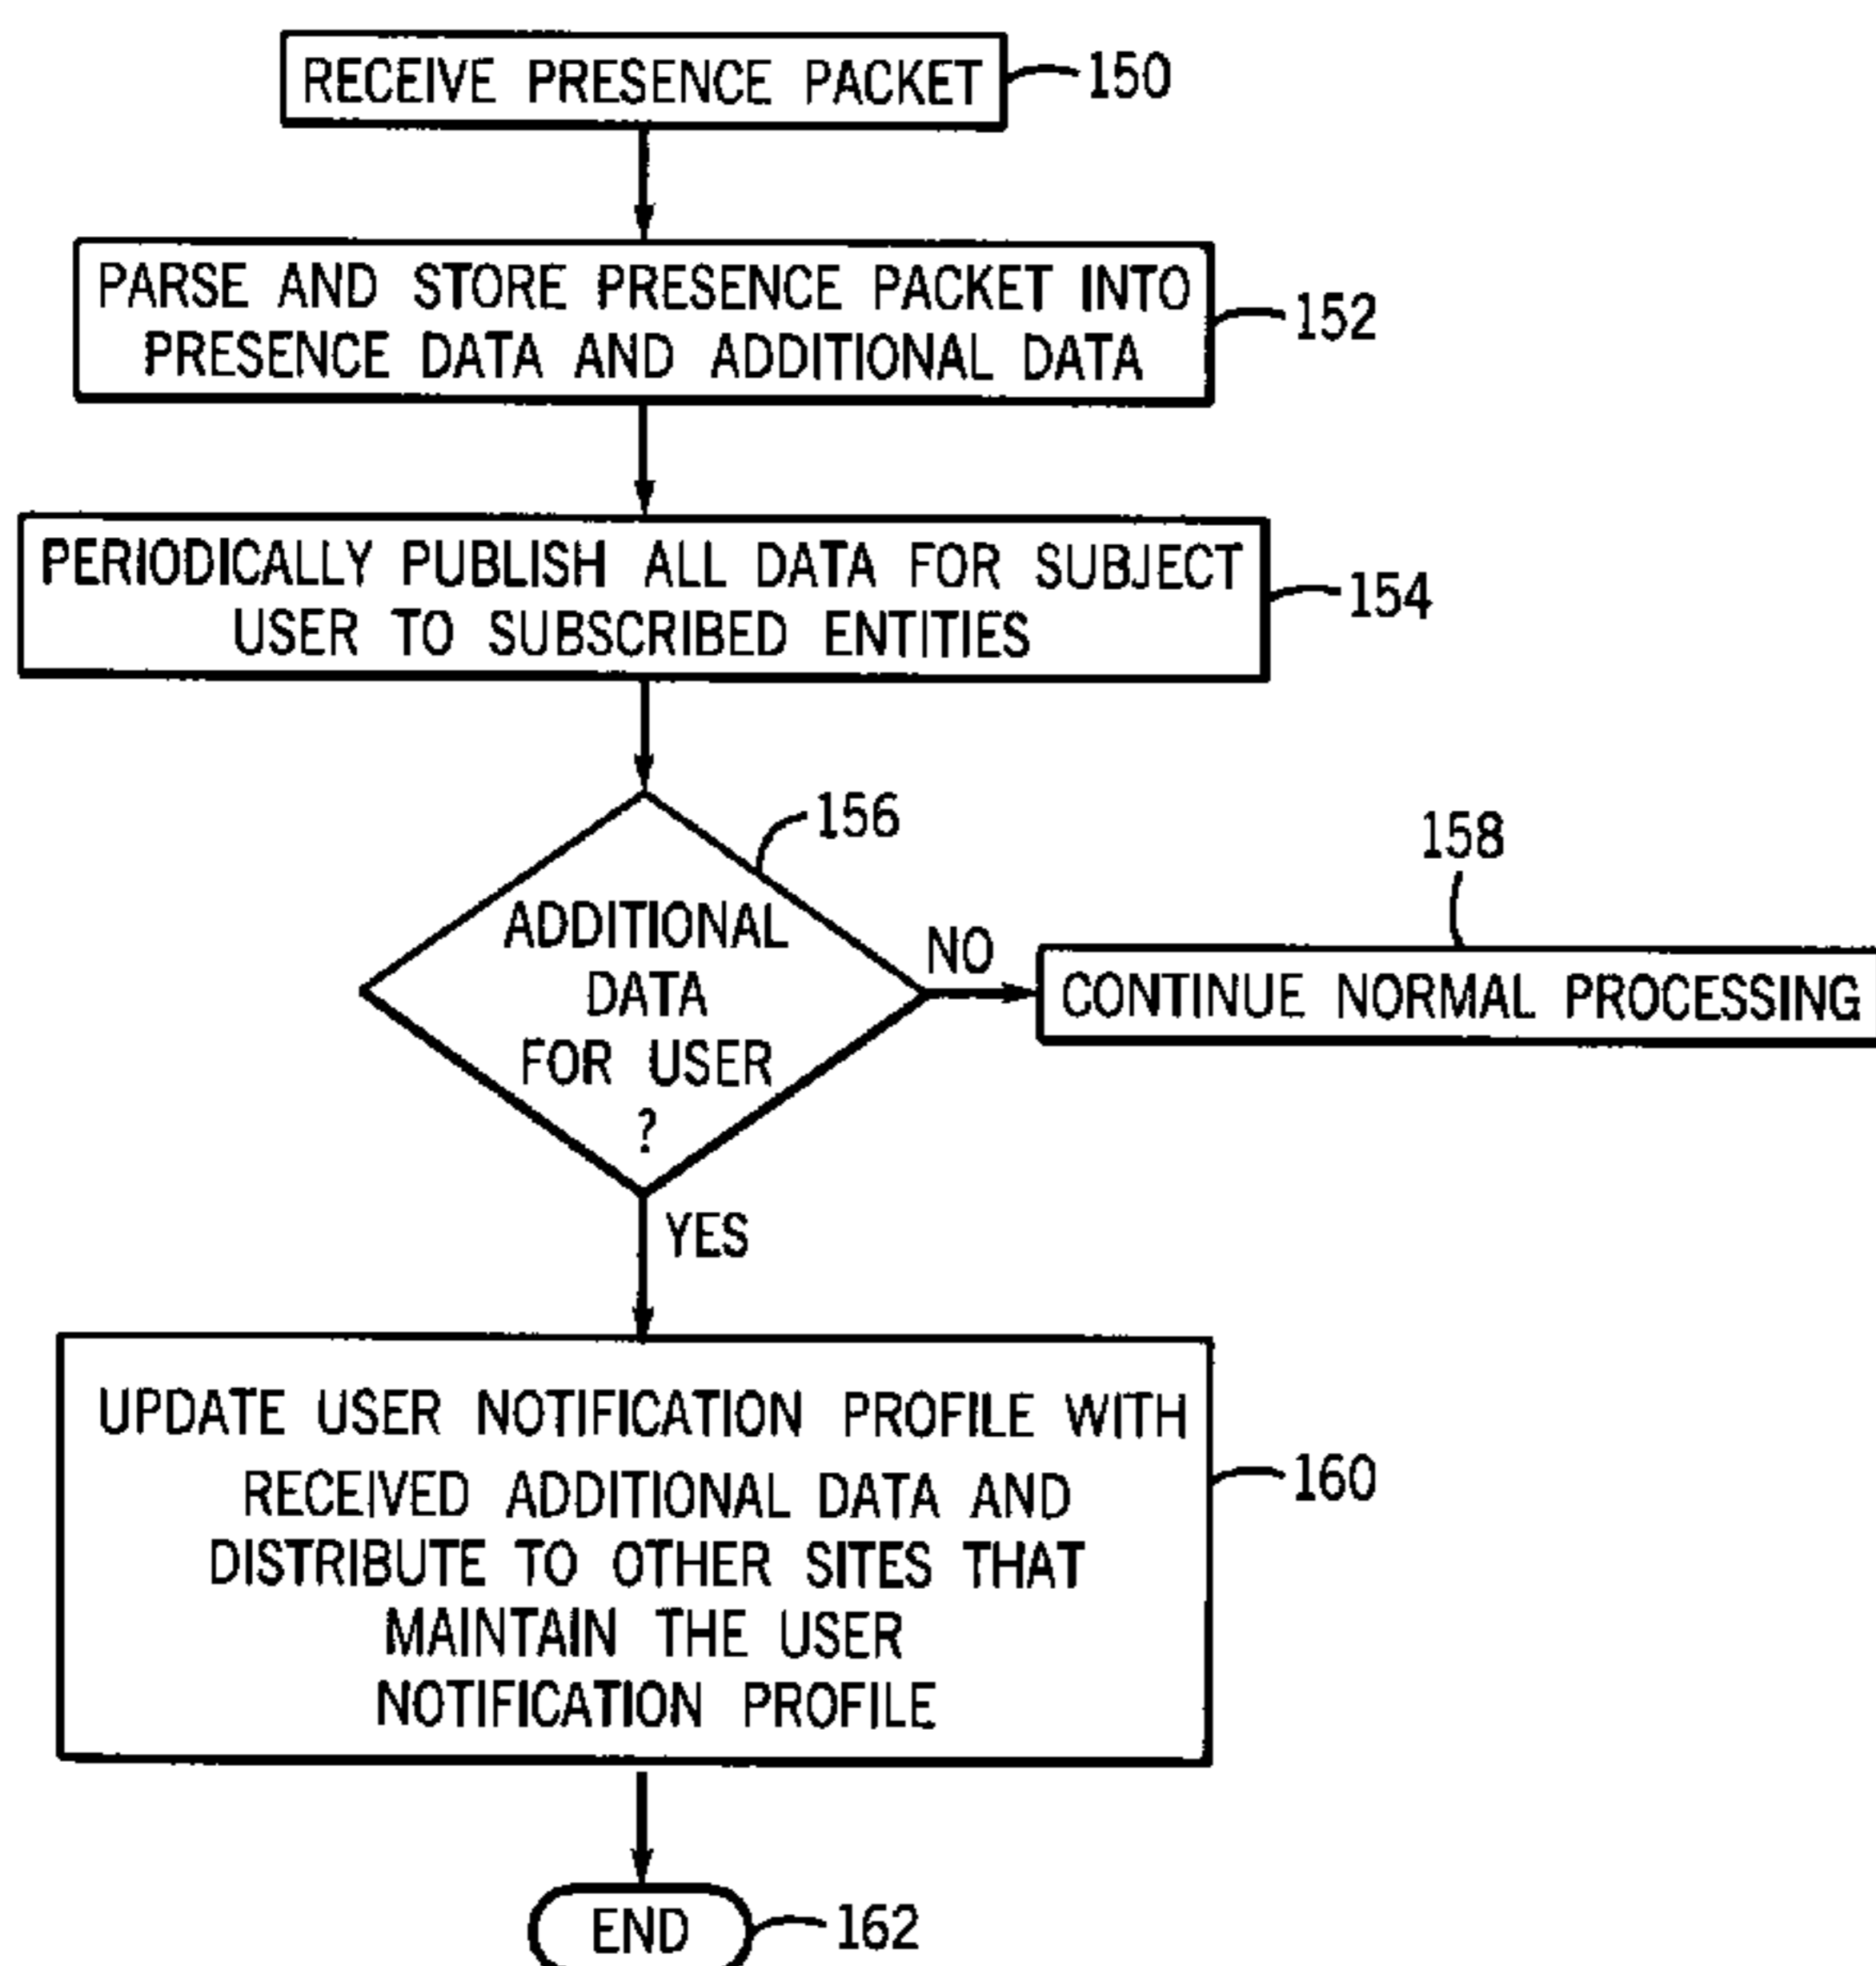 RECEIVE PRESENCE PACKET
150
PARSE AND STORE PRESENCE PACKET INTO
PRESENCE DATA AND ADDITIONAL DATA
152
PERIODICALLY PUBLISH ALL DATA FOR SUBJECT
USER TO SUBSCRIBED ENTITIES
154
156
ADDITIONAL
DATA
FOR USER
?
NO
158
CONTINUE NORMAL PROCESSING
YES
UPDATE USER NOTIFICATION PROFILE WITH
RECEIVED ADDITIONAL DATA AND
DISTRIBUTE TO OTHER SITES THAT
MAINTAIN THE USER
NOTIFICATION PROFILE
160
END
162